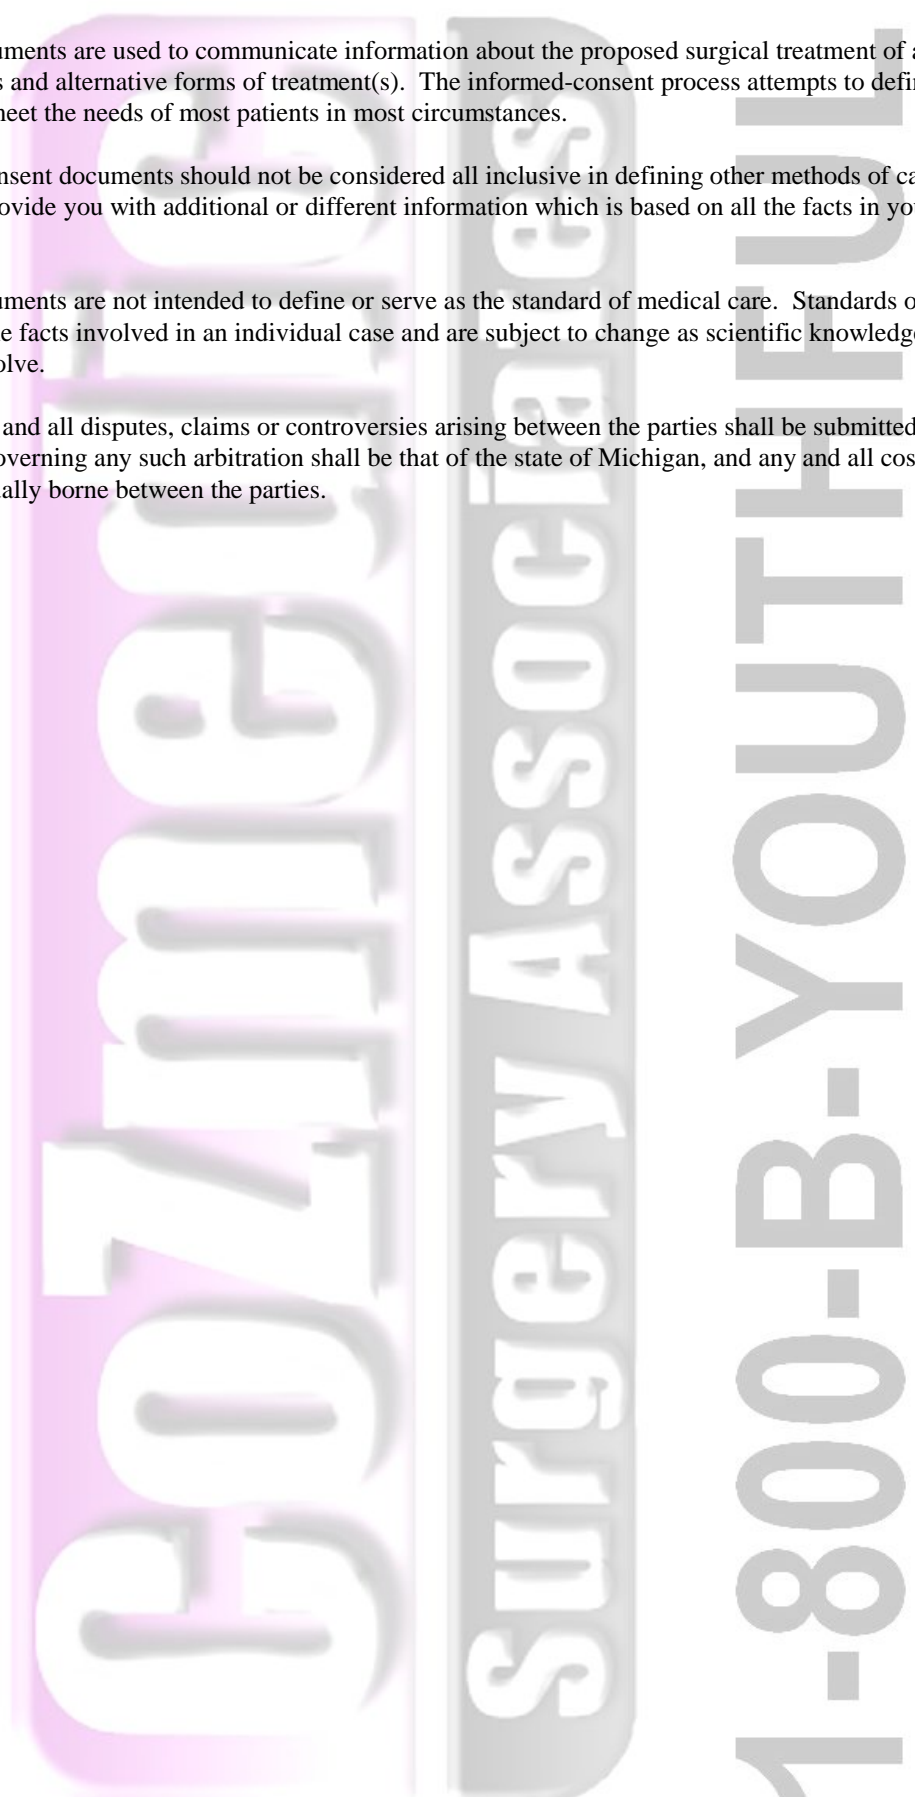 uments are used to communicate information about the proposed surgical treatment of a
s and alternative forms of treatment(s). The informed-consent process attempts to defin
meet the needs of most patients in most circumstances.
nsent documents should not be considered all inclusive in defining other methods of ca
ovide you with additional or different information which is based on all the facts in you
uments are not intended to define or serve as the standard of medical care. Standards o
e facts involved in an individual case and are subject to change as scientific knowledge
olve.
and all disputes, claims or controversies arising between the parties shall be submitted
overning any such arbitration shall be that of the state of Michigan, and any and all cos
ually borne between the parties.
CoZmedic
Surgery Associates
1-800-B-YOUTHFUL